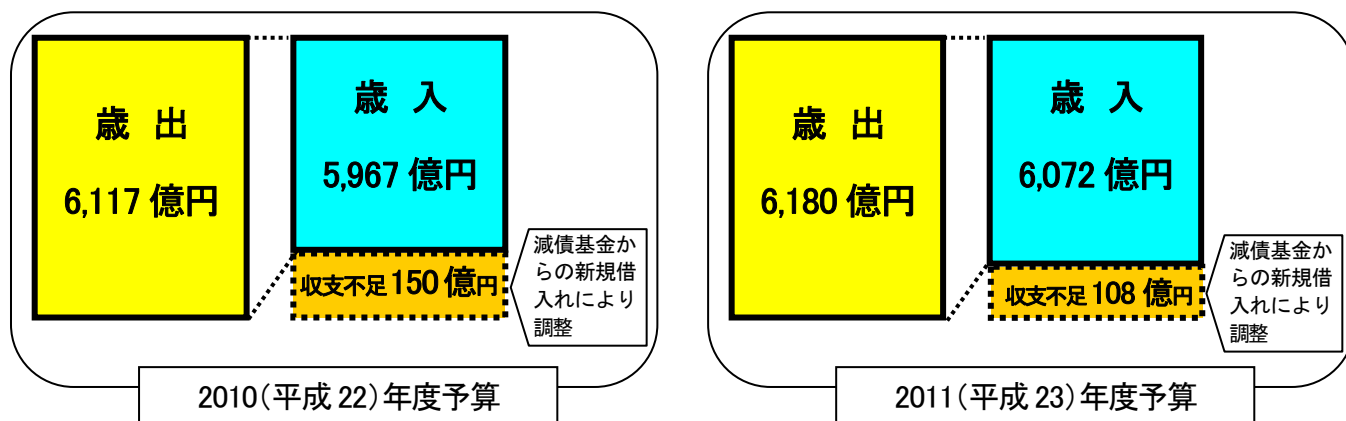 歳 出
6,117 億円
歳 入
5,967 億円
収支不足 150 億円
減債基金か
らの新規借
入れにより
調整
2010(平成 22)年度予算
歳 出
6,180 億円
歳 入
6,072 億円
収支不足 108 億円
減債基金か
らの新規借
入れにより
調整
2011(平成 23)年度予算